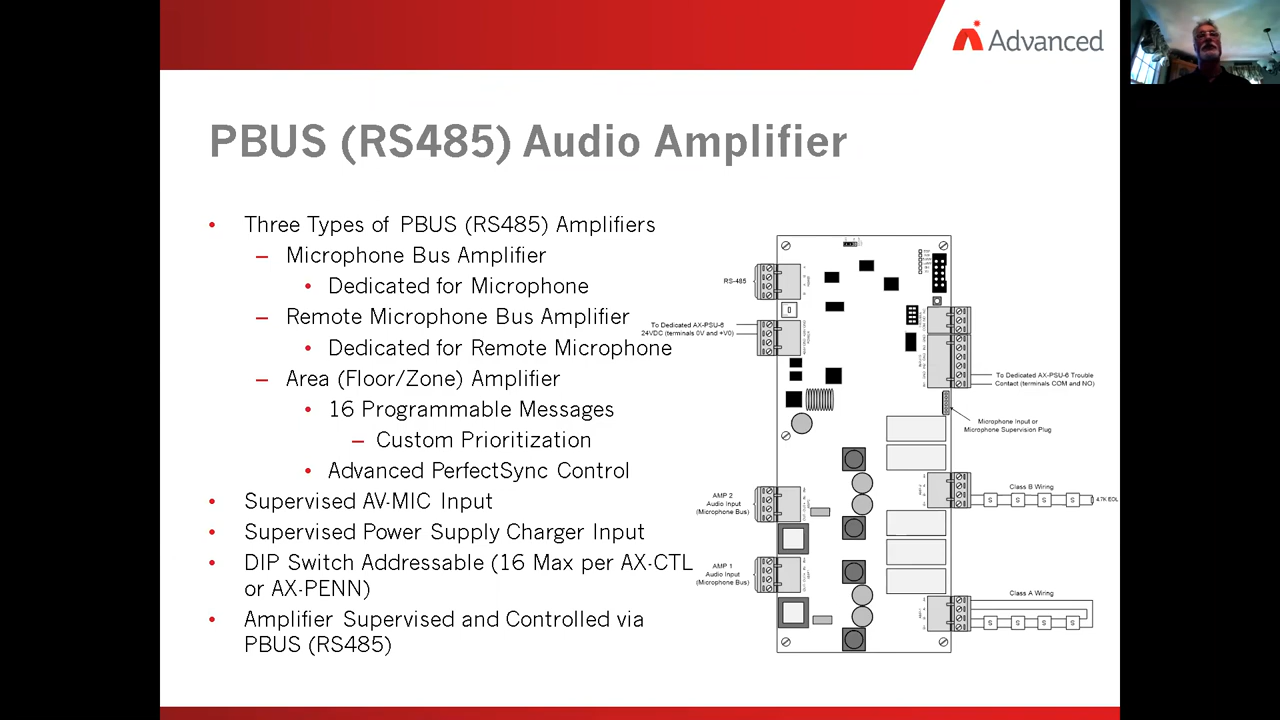 Advanced
PBUS (RS485) Audio Amplifier
• Three Types of PBUS (RS485) Amplifiers
– Microphone Bus Amplifier
• Dedicated for Microphone
– Remote Microphone Bus Amplifier
• Dedicated for Remote Microphone
– Area (Floor/Zone) Amplifier
• 16 Programmable Messages
– Custom Prioritization
• Advanced PerfectSync Control
• Supervised AV-MIC Input
• Supervised Power Supply Charger Input
• DIP Switch Addressable (16 Max per AX-CTL
or AX-PENN)
• Amplifier Supervised and Controlled via
PBUS (RS485)
RS-485
To Dedicated AX-PSU-6
24VDC (terminals 0V and +V0)
To Dedicated AX-PSU-6 Trouble
Contact (terminals COM and NO)
Microphone Input or
Microphone Supervision Plug
AMP 2
Audio Input
(Microphone Bus)
Class B Wiring
S S S S
4.7K EOL
AMP 1
Audio Input
(Microphone Bus)
Class A Wiring
S S S S